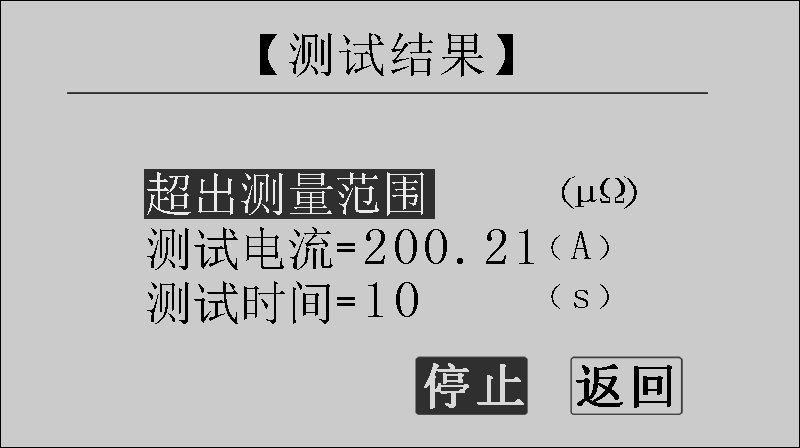 【测试结果】
超出测量范围 (μΩ)
测试电流=200.21(A)
测试时间=10 (s)
停止 返回